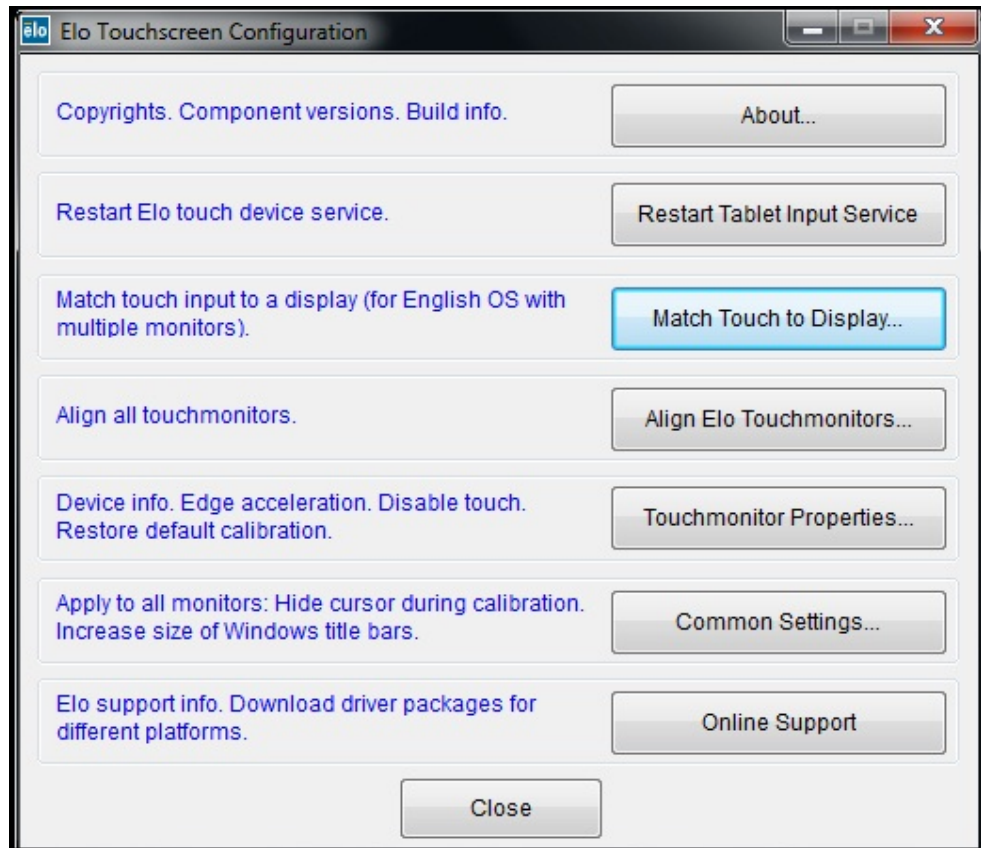 elo Elo Touchscreen Configuration
Copyrights. Component versions. Build info.
About...
Restart Elo touch device service.
Restart Tablet Input Service
Match touch input to a display (for English OS with
multiple monitors).
Match Touch to Display...
Align all touchmonitors.
Align Elo Touchmonitors...
Device info. Edge acceleration. Disable touch.
Restore default calibration.
Touchmonitor Properties...
Apply to all monitors: Hide cursor during calibration.
Increase size of Windows title bars.
Common Settings...
Elo support info. Download driver packages for
different platforms.
Online Support
Close